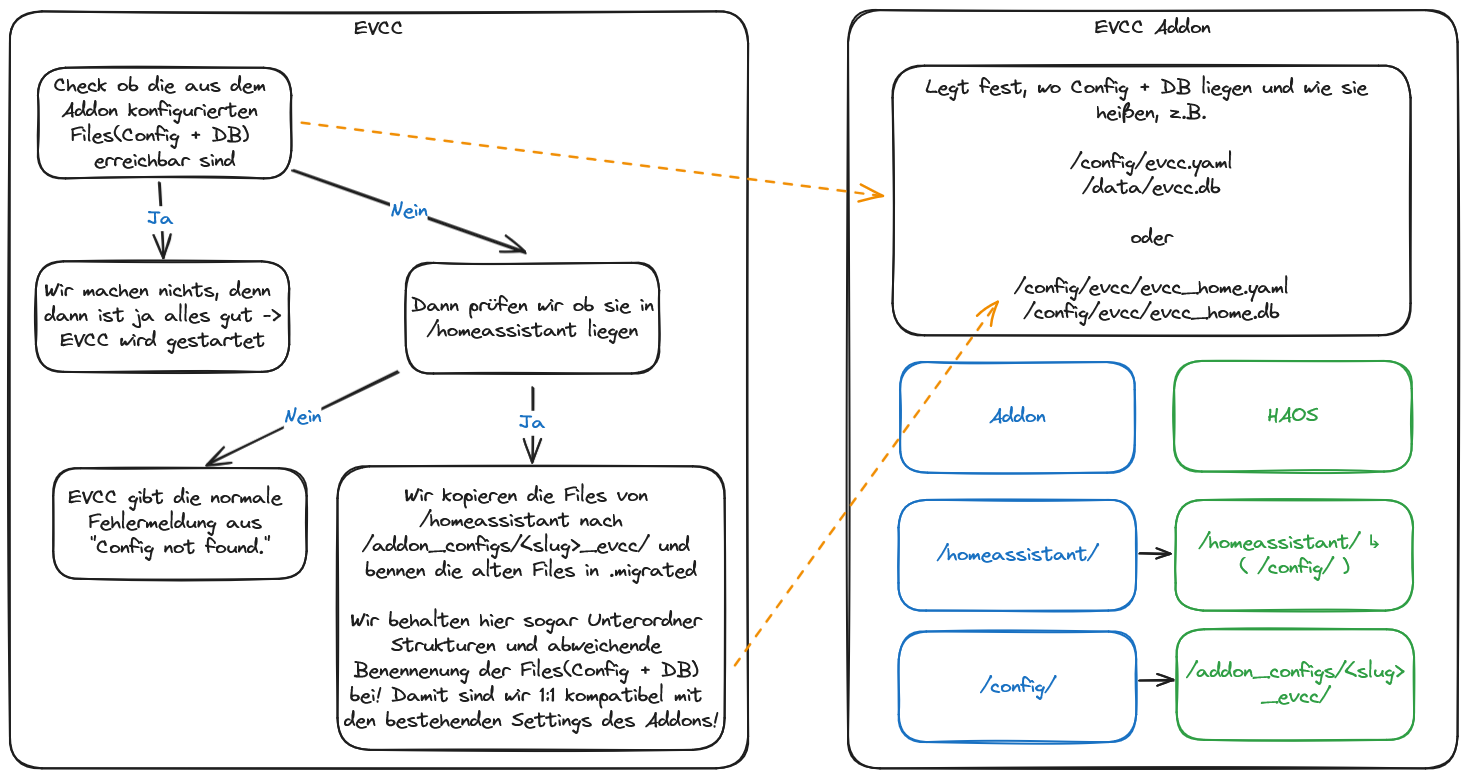 EVCC
Check ob die aus dem
Addon konfigurierten
Files(Config + DB)
erreichbar sind
Ja
Nein
Wir machen nichts, denn
dann ist ja alles gut ->
EVCC wird gestartet
Dann prüfen wir ob sie in
/homeassistant liegen
Nein
Ja
EVCC gibt die normale
Fehlermeldung aus
"Config not found."
Wir kopieren die Files von
/homeassistant nach
/addon_configs/<slug>_evcc/ und
bennen die alten Files in .migrated
Wir behalten hier sogar Unterordner
Strukturen und abweichende
Benennenung der Files(Config + DB)
bei! Damit sind wir 1:1 kompatibel mit
den bestehenden Settings des Addons!
EVCC Addon
Legt fest, wo Config + DB liegen und wie sie
heißen, z.B.
/config/evcc.yaml
/data/evcc.db
oder
/config/evcc/evcc_home.yaml
/config/evcc/evcc_home.db
Addon
HAOS
/homeassistant/
/homeassistant/ ↳
( /config/ )
/config/
/addon_configs/<slug>
_evcc/